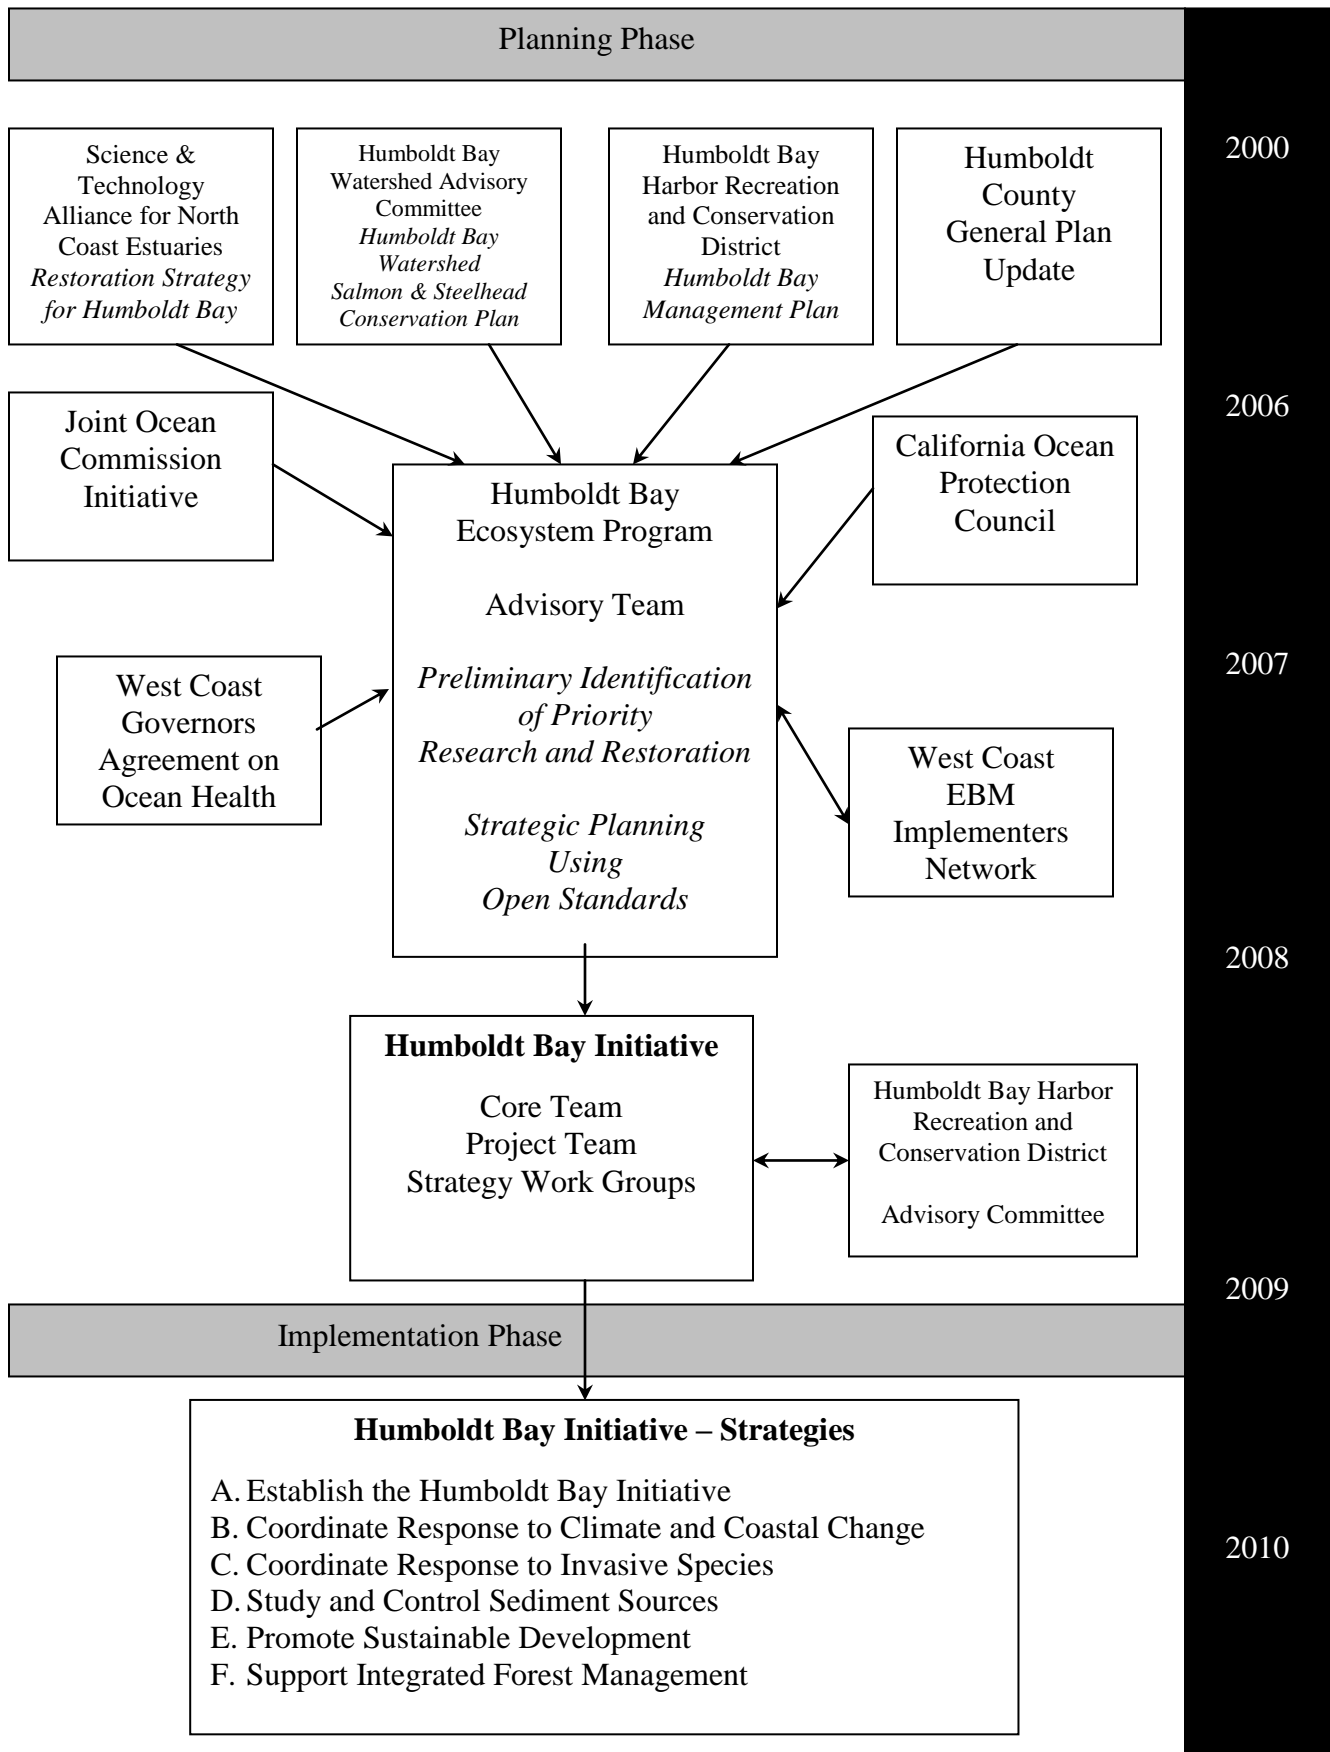 Planning Phase
2000
Science &
Technology
Alliance for North
Coast Estuaries
Restoration Strategy
for Humboldt Bay
Humboldt Bay
Watershed Advisory
Committee
Humboldt Bay
Watershed
Salmon & Steelhead
Conservation Plan
Humboldt Bay
Harbor Recreation
and Conservation
District
Humboldt Bay
Management Plan
Humboldt
County
General Plan
Update
2006
Joint Ocean
Commission
Initiative
California Ocean
Protection
Council
Humboldt Bay
Ecosystem Program
Advisory Team
Preliminary Identification
of Priority
Research and Restoration
Strategic Planning
Using
Open Standards
2007
West Coast
Governors
Agreement on
Ocean Health
West Coast
EBM
Implementers
Network
2008
Humboldt Bay Initiative
Core Team
Project Team
Strategy Work Groups
Humboldt Bay Harbor
Recreation and
Conservation District
Advisory Committee
2009
Implementation Phase
Humboldt Bay Initiative – Strategies
A. Establish the Humboldt Bay Initiative
B. Coordinate Response to Climate and Coastal Change
C. Coordinate Response to Invasive Species
D. Study and Control Sediment Sources
E. Promote Sustainable Development
F. Support Integrated Forest Management
2010